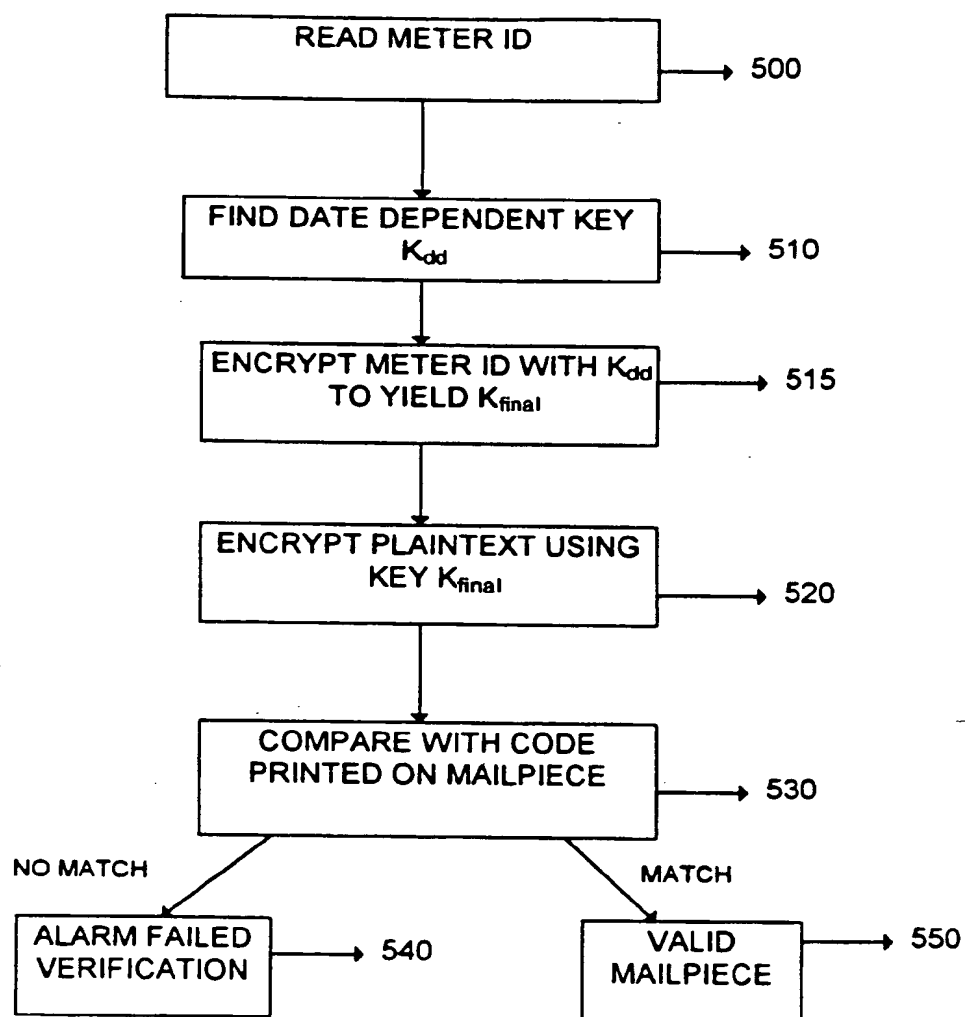 READ METER ID
500
FIND DATE DEPENDENT KEY
Kdd
510
ENCRYPT METER ID WITH Kdd
TO YIELD Kfinal
515
ENCRYPT PLAINTEXT USING
KEY Kfinal
520
COMPARE WITH CODE
PRINTED ON MAILPIECE
530
NO MATCH
MATCH
ALARM FAILED
VERIFICATION
540
VALID
MAILPIECE
550